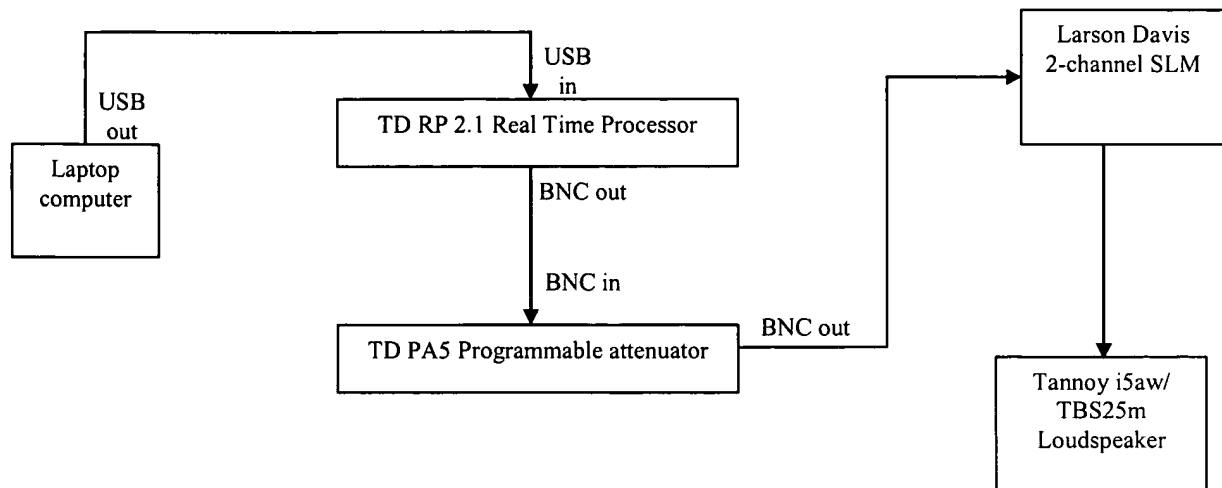 USB
out
Laptop
computer
USB
in
TD RP 2.1 Real Time Processor
BNC out
BNC in
TD PA5 Programmable attenuator
BNC out
Larson Davis
2-channel SLM
Tannoy i5aw/
TBS25m
Loudspeaker